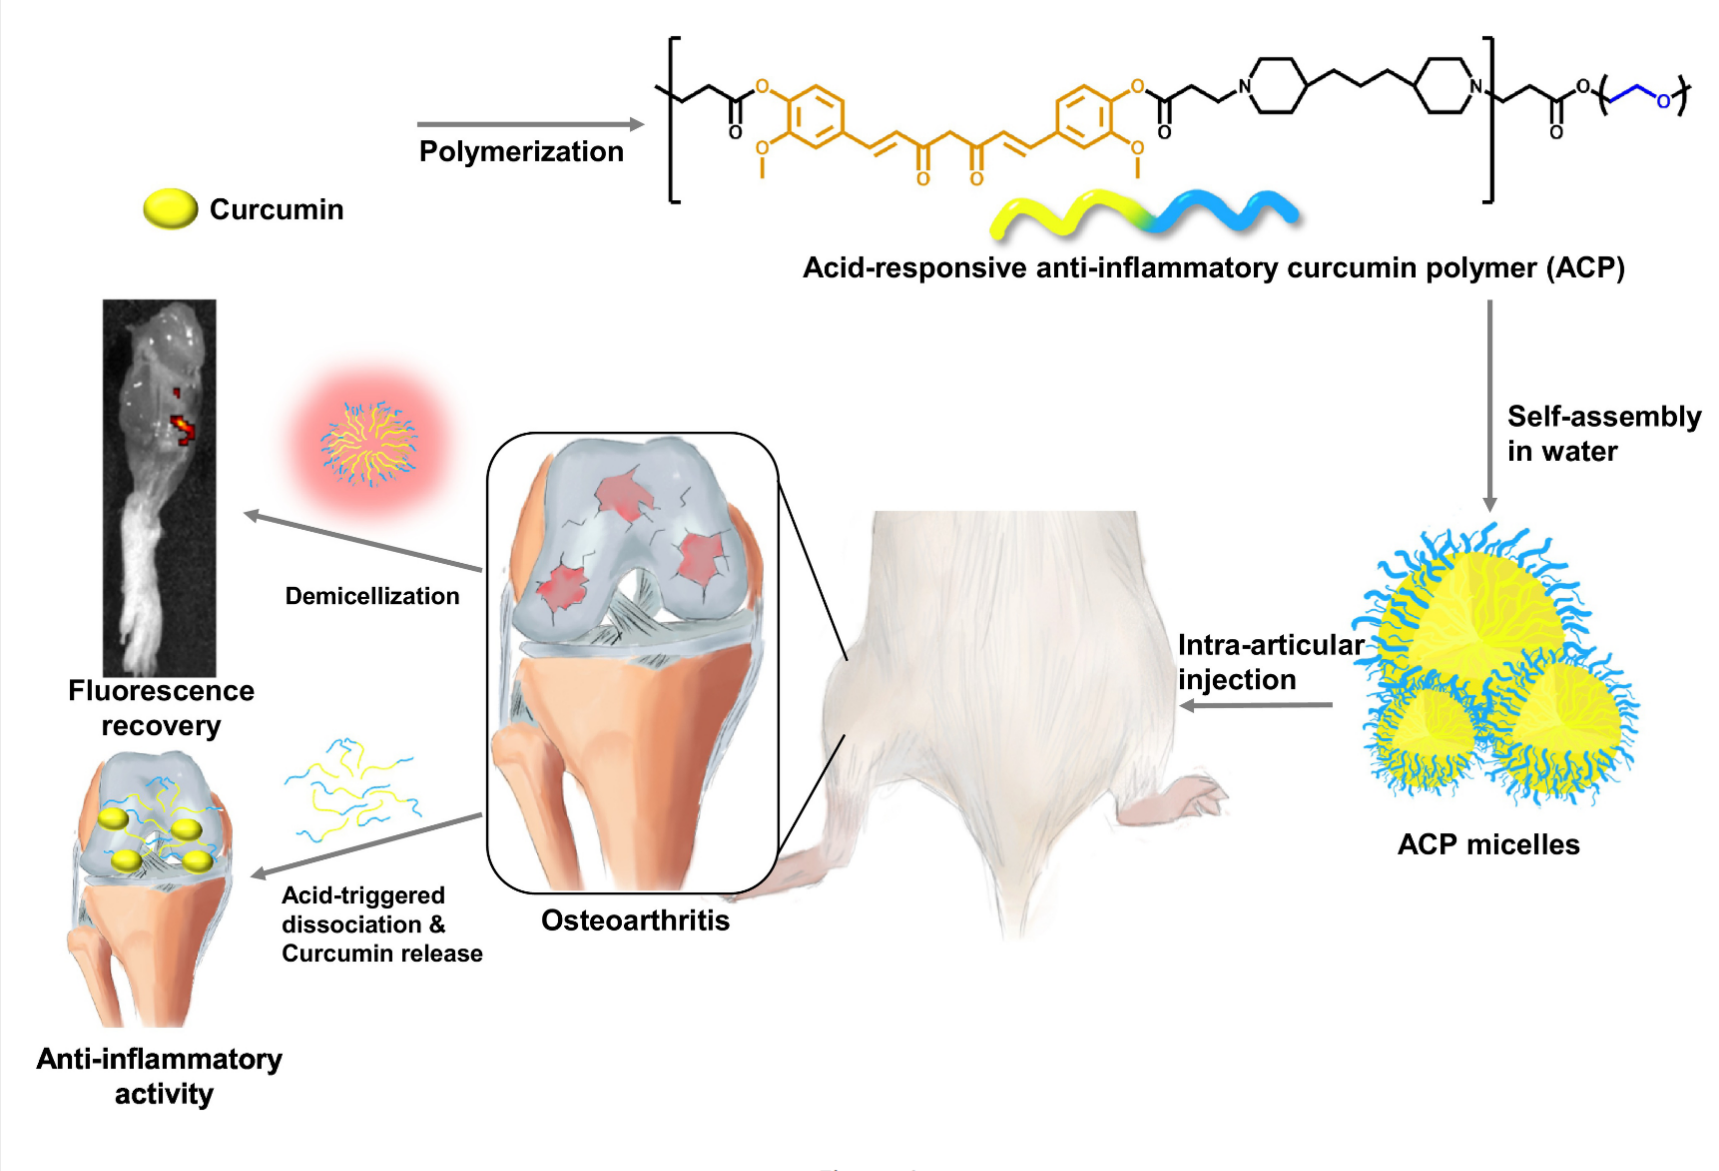 Polymerization
Curcumin
O
O
O
O
O
O
O
O
N
N
O
O
O
Acid-responsive anti-inflammatory curcumin polymer (ACP)
Self-assembly
in water
Intra-articular
injection
ACP micelles
Osteoarthritis
Demicellization
Fluorescence
recovery
Acid-triggered
dissociation &
Curcumin release
Anti-inflammatory
activity